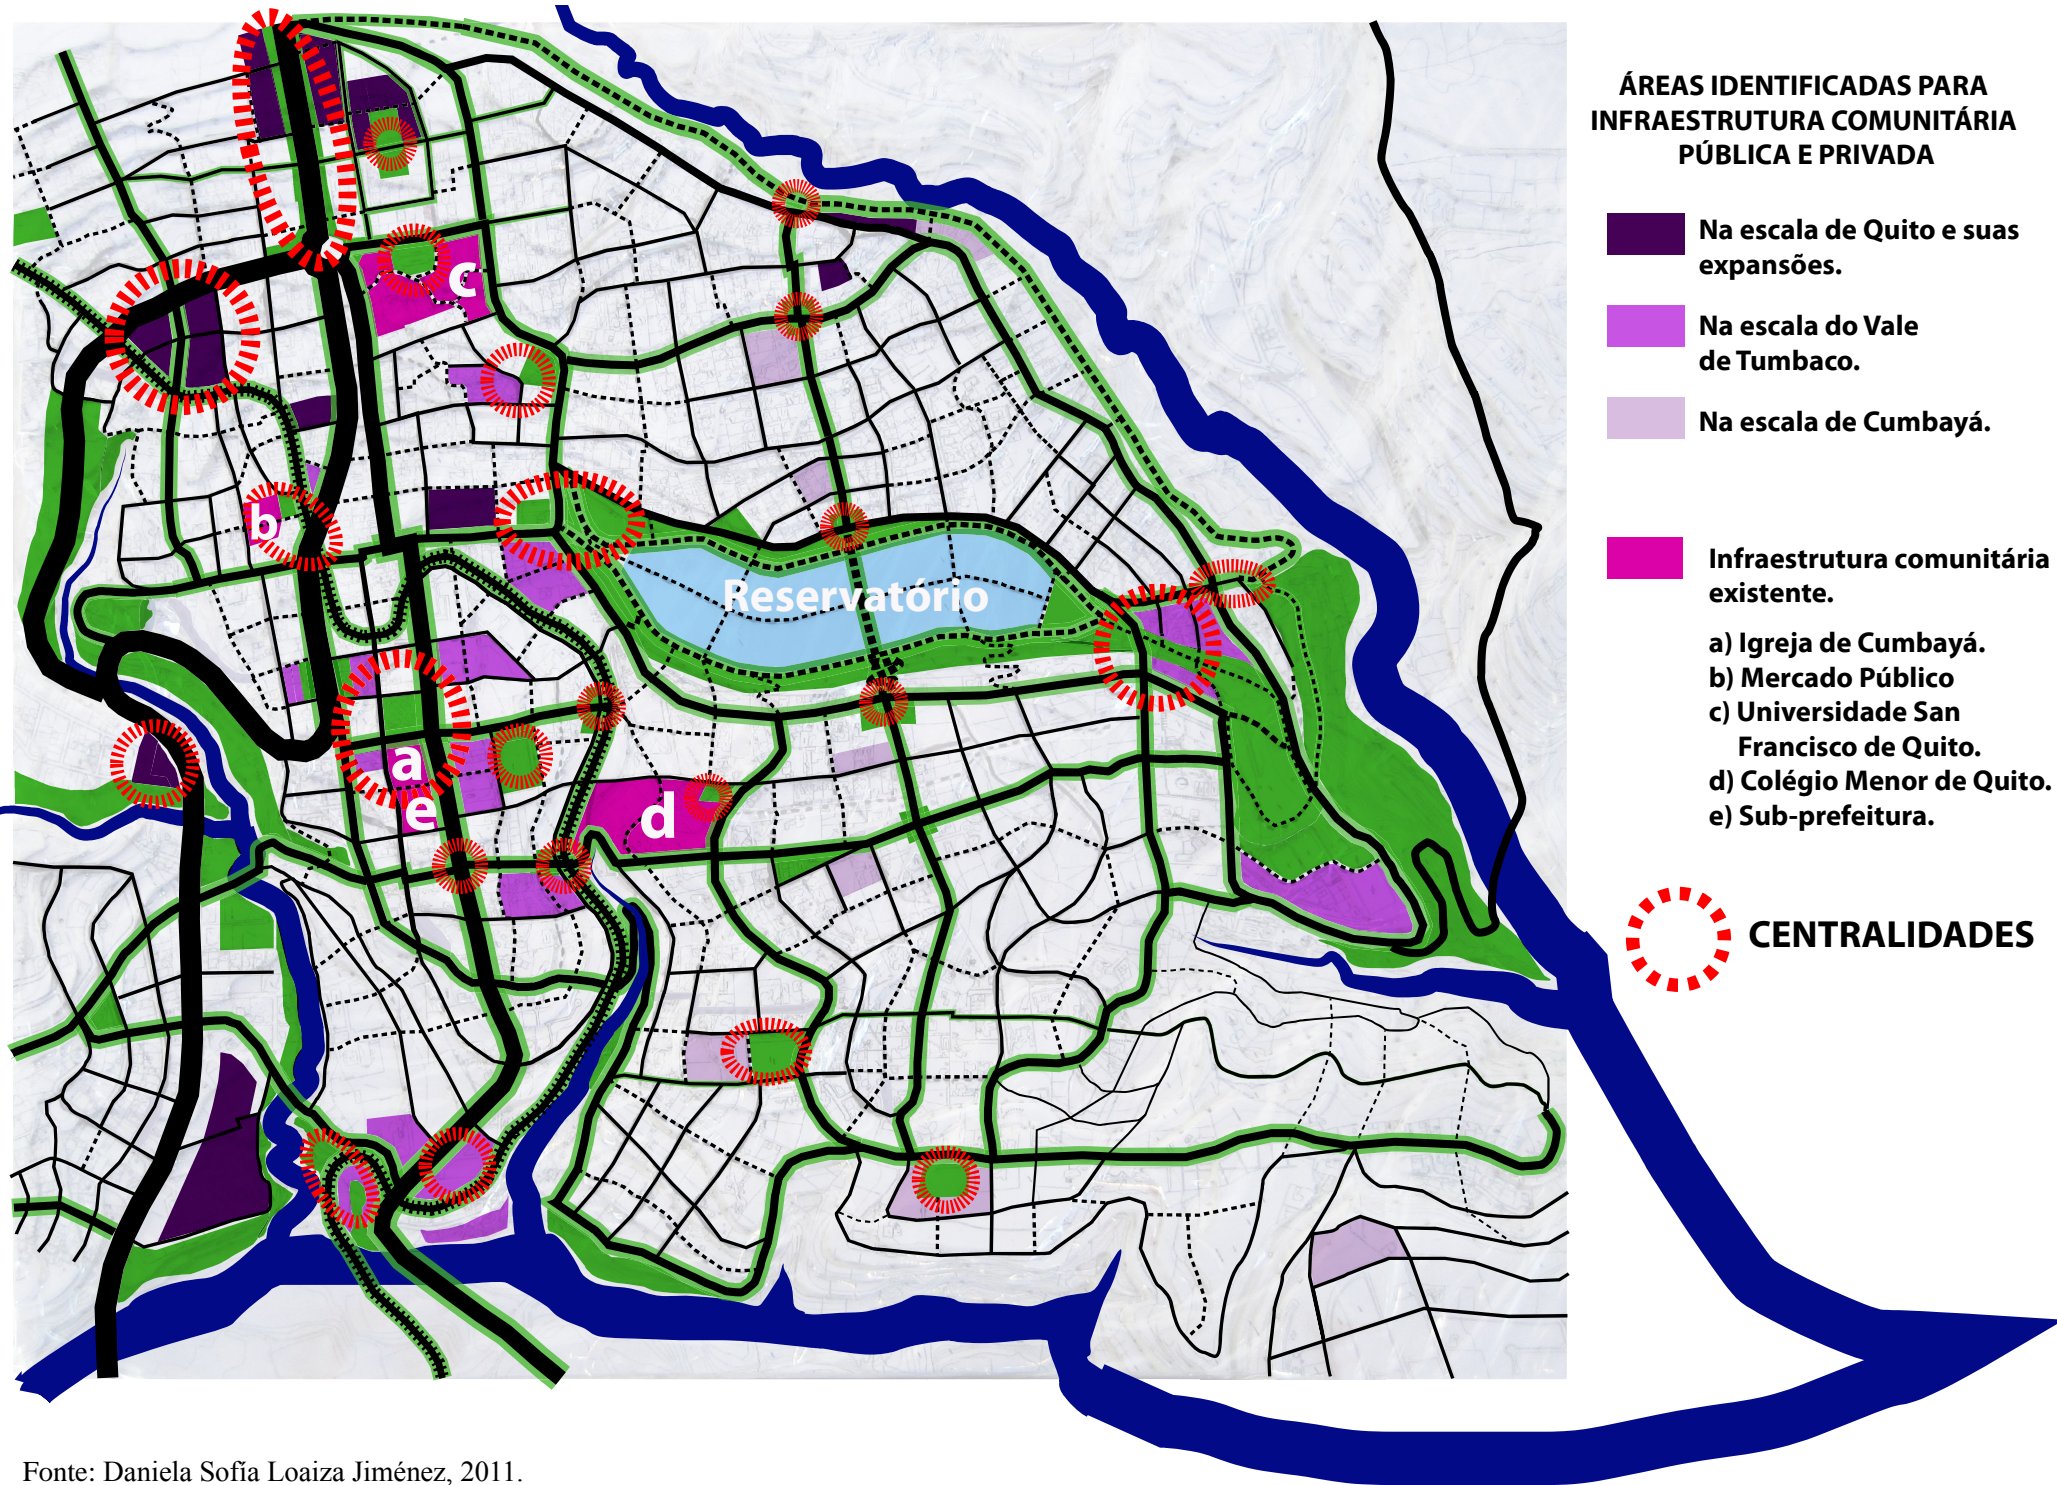 ÁREAS IDENTIFICADAS PARA
INFRAESTRUTURA COMUNITÁRIA
PÚBLICA E PRIVADA
Na escala de Quito e suas
expansões.
Na escala do Vale
de Tumbaco.
Na escala de Cumbayá.
Infraestrutura comunitária
existente.
a) Igreja de Cumbayá.
b) Mercado Público
c) Universidade San
Francisco de Quito.
d) Colégio Menor de Quito.
e) Sub-prefeitura.
CENTRALIDADES
c
b
Reservatório
a
e
d
Fonte: Daniela Sofía Loaiza Jiménez, 2011.